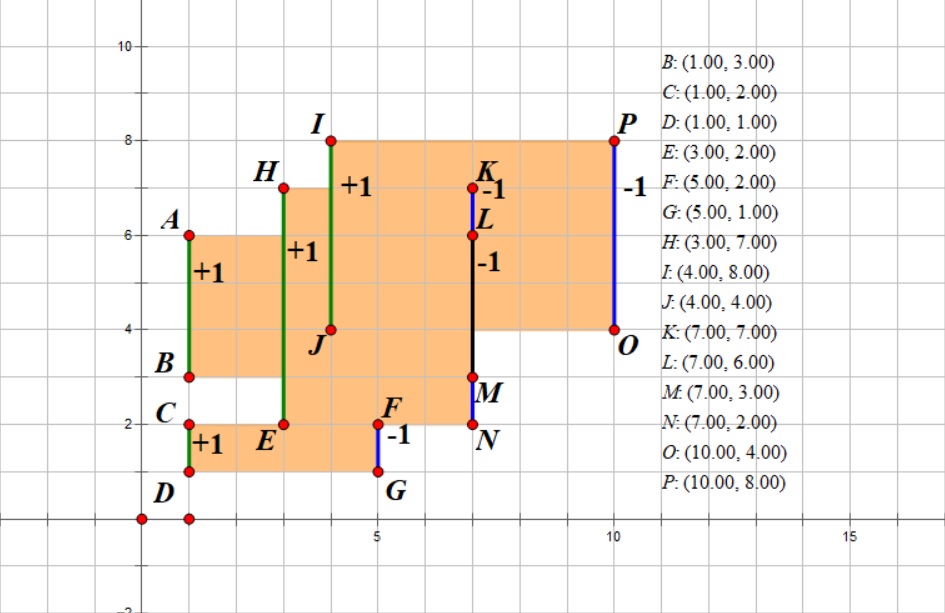 10
B: (1.00, 3.00)
C: (1.00, 2.00)
I
P
D: (1.00, 1.00)
8
E: (3.00, 2.00)
H
K
+1
-1
-1
F: (5.00, 2.00)
A
L
G: (5.00, 1.00)
6
+1
H: (3.00, 7.00)
+1
-1
I: (4.00, 8.00)
J: (4.00, 4.00)
4
J
O
K: (7.00, 7.00)
B
L: (7.00, 6.00)
M
M: (7.00, 3.00)
C
F
2
+1
E
-1
N
N: (7.00, 2.00)
O: (10.00, 4.00)
D
G
P: (10.00, 8.00)
5
10
15
-2